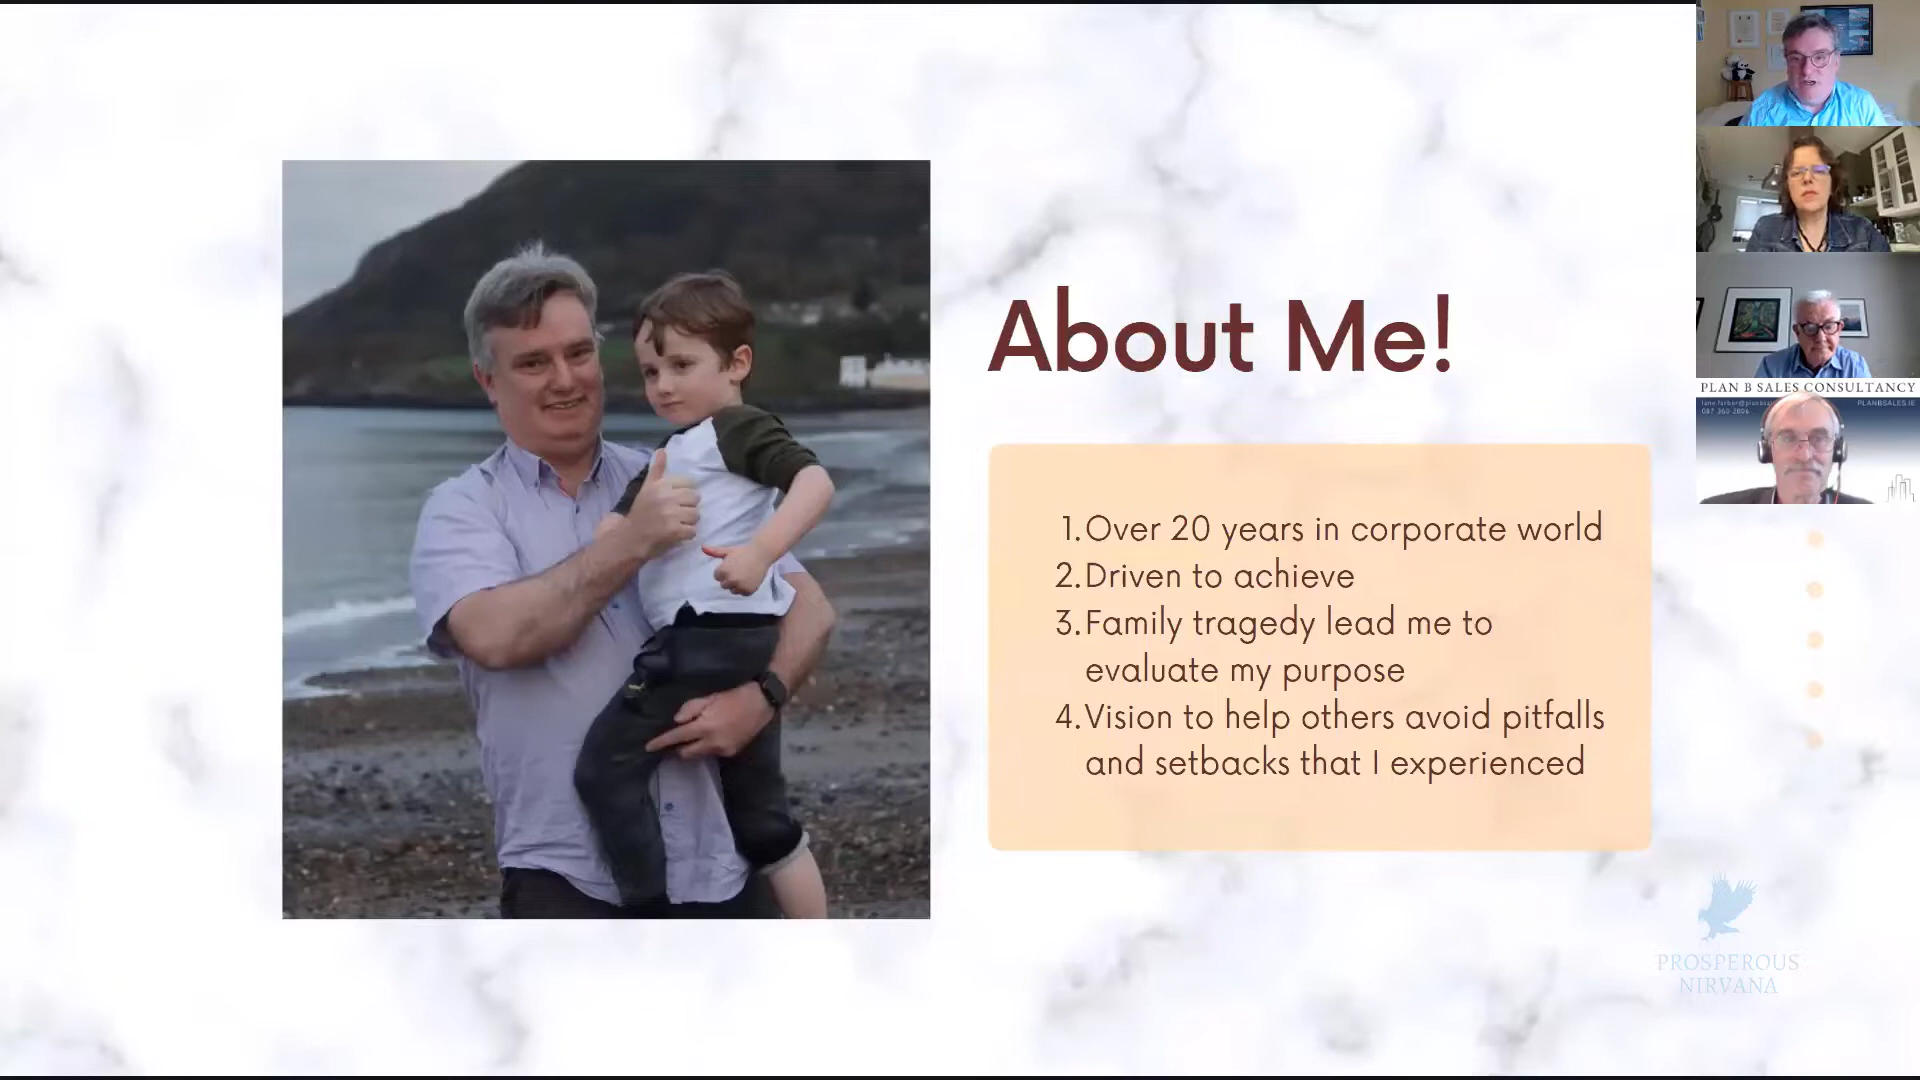 About Me!
1. Over 20 years in corporate world
2. Driven to achieve
3. Family tragedy lead me to
evaluate my purpose
4. Vision to help others avoid pitfalls
and setbacks that I experienced
PROSPEROUS
NIRVANA
PLAN B SALES CONSULTANCY
PLANBSALES.IE